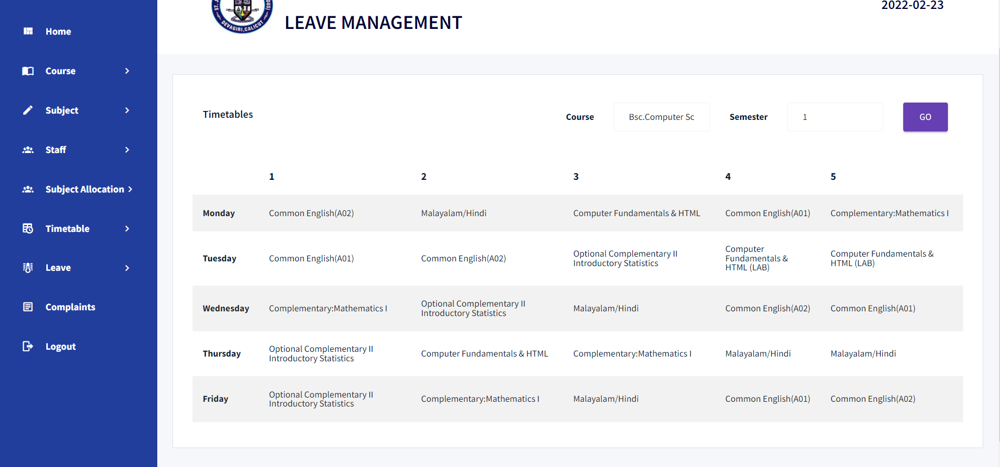 ST. J
OUS)
DEVAGIRI,CALICUT
LEAVE MANAGEMENT
2022-02-23
Home
Course
Subject
Staff
Subject Allocation
Timetable
Leave
Complaints
Logout
Timetables
Course
Bsc.Computer Sc
Semester
1
GO
1 2 3 4 5
Monday Common English(A02) Malayalam/Hindi Computer Fundamentals & HTML Common English(A01) Complementary:Mathematics I
Tuesday
Common English(A01)
Common English(A02)
Optional Complementary II
Introductory Statistics
Computer
Fundamentals &
HTML (LAB)
Computer Fundamentals &
HTML (LAB)
Wednesday
Complementary:Mathematics I
Optional Complementary II
Introductory Statistics
Malayalam/Hindi
Common English(A02)
Common English(A01)
Thursday
Optional Complementary II
Introductory Statistics
Computer Fundamentals & HTML
Complementary:Mathematics I
Malayalam/Hindi
Malayalam/Hindi
Friday
Optional Complementary II
Introductory Statistics
Complementary:Mathematics I
Malayalam/Hindi
Common English(A01)
Common English(A02)